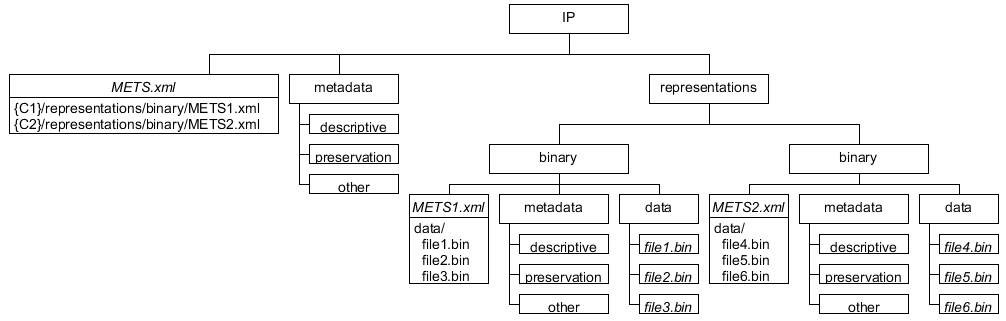 IP
METS.xml
{C1}/representations/binary/METS1.xml
{C2}/representations/binary/METS2.xml
metadata
descriptive
preservation
other
representations
binary
METS1.xml
data/
file1.bin
file2.bin
file3.bin
metadata
descriptive
preservation
other
data
file1.bin
file2.bin
file3.bin
binary
METS2.xml
data/
file4.bin
file5.bin
file6.bin
metadata
descriptive
preservation
other
data
file4.bin
file5.bin
file6.bin